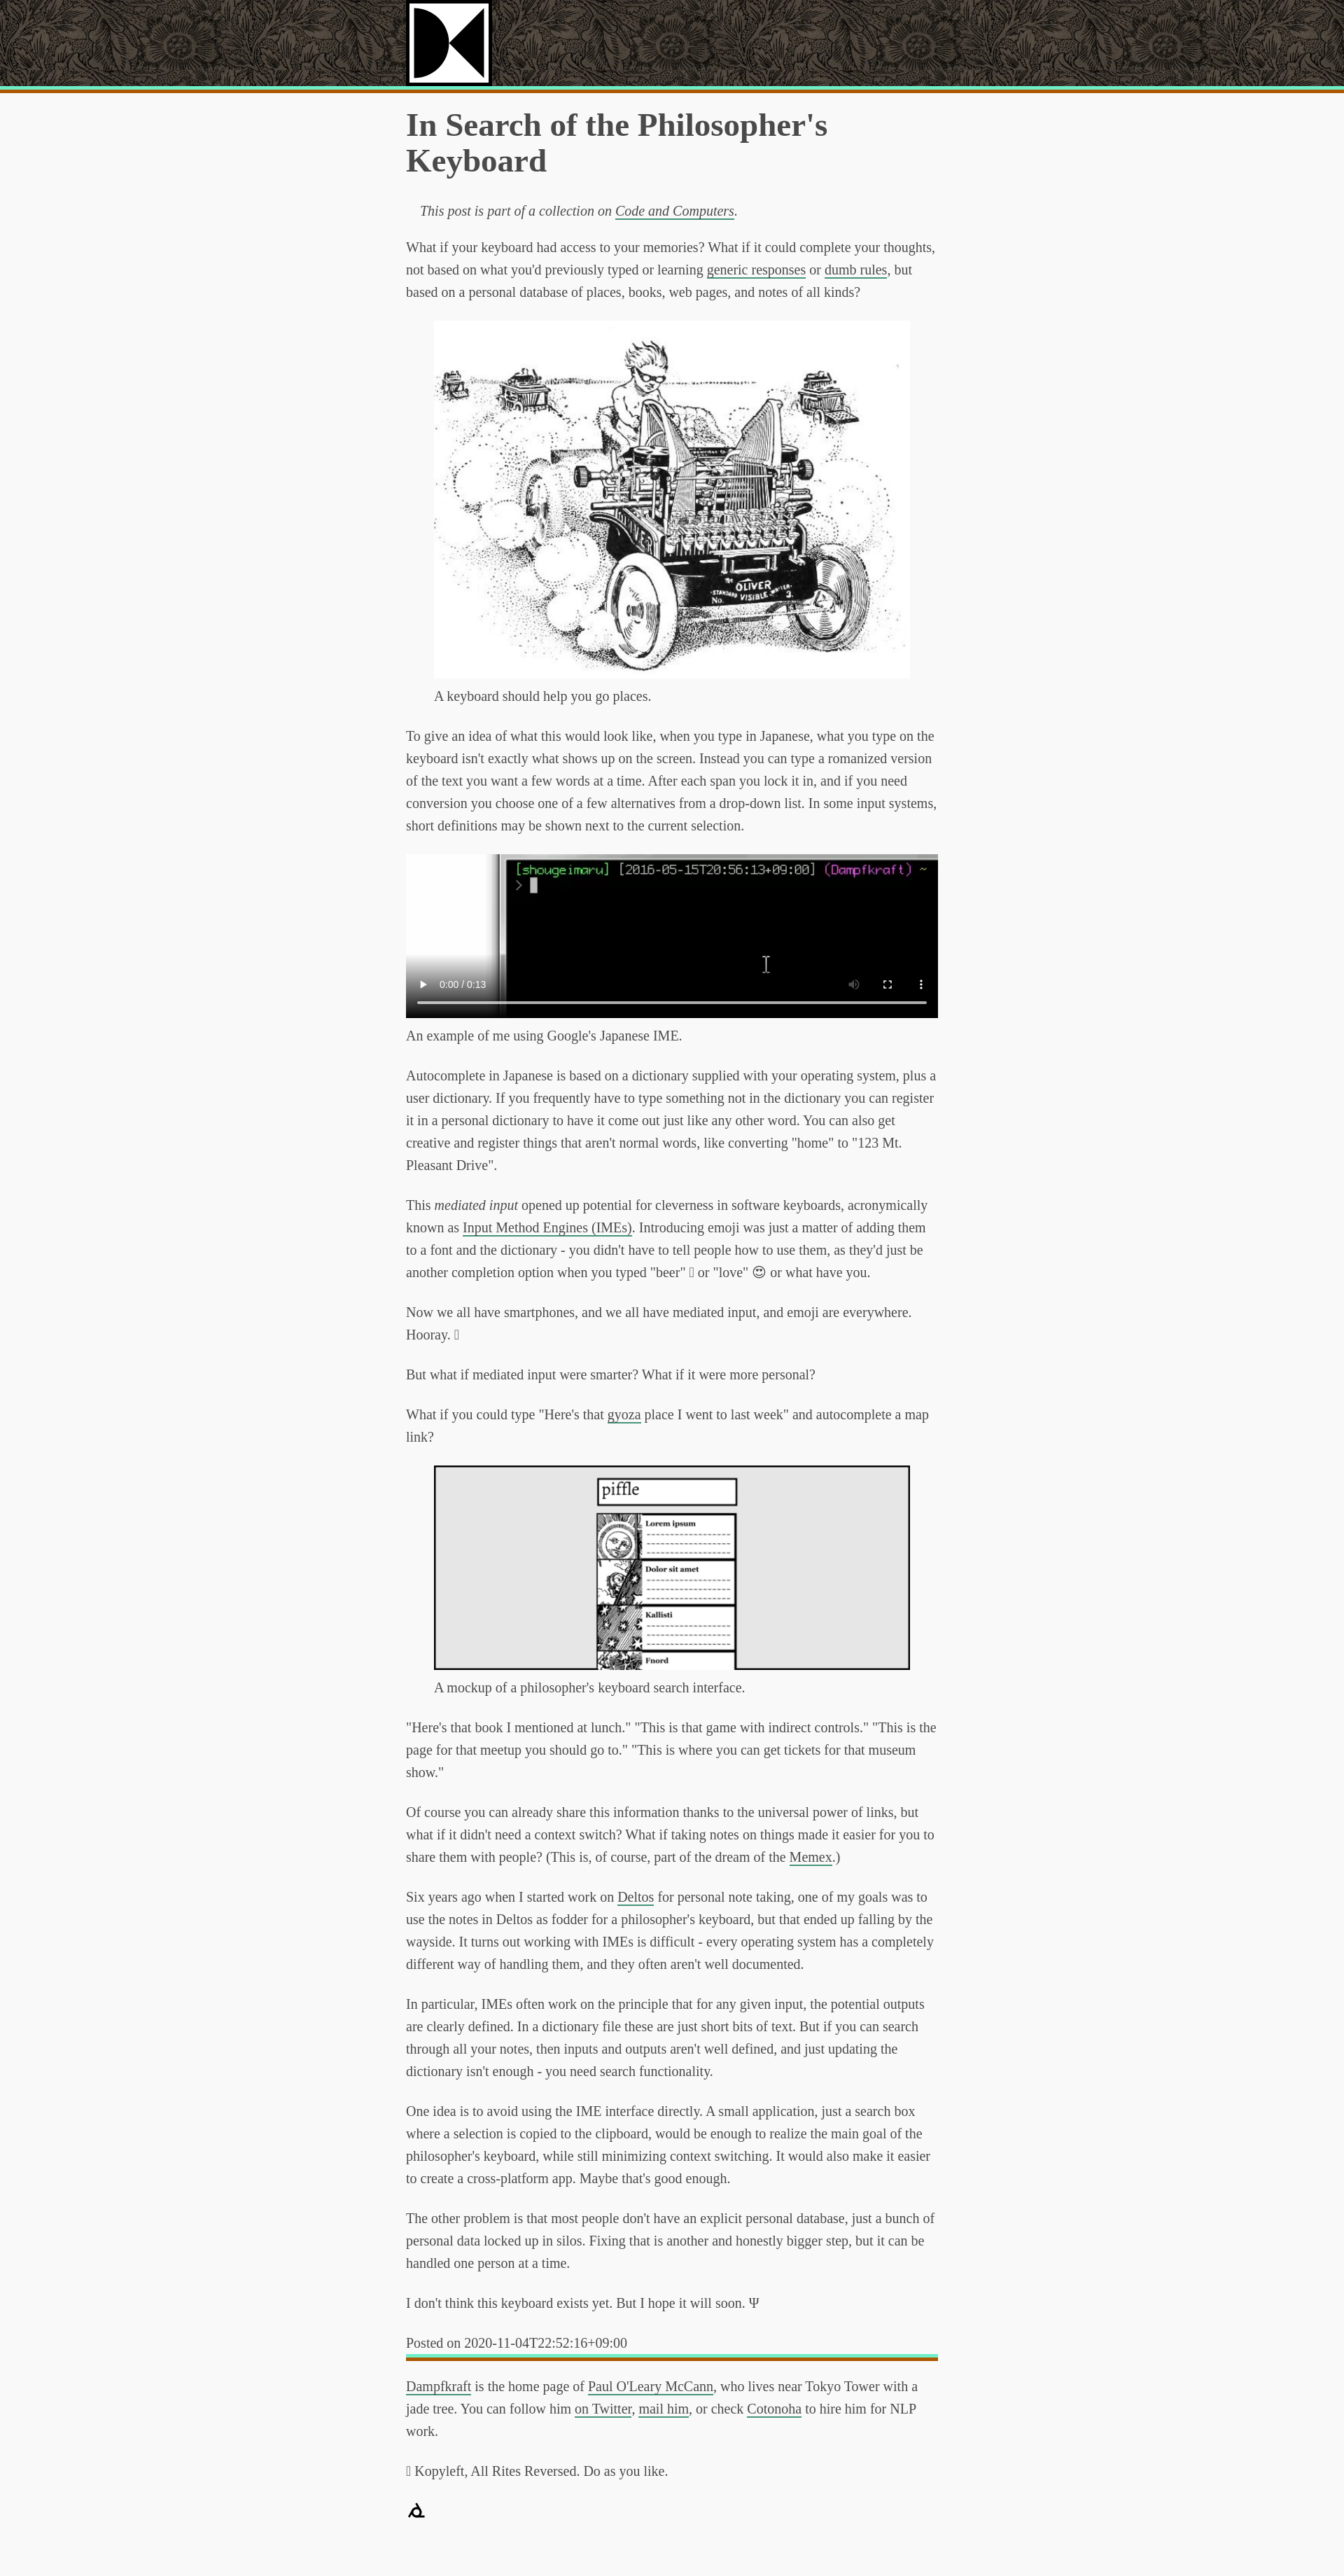 In Search of the Philosopher's
Keyboard
This post is part of a collection on Code and Computers.
What if your keyboard had access to your memories? What if it could complete your thoughts,
not based on what you'd previously typed or learning generic responses or dumb rules, but
based on a personal database of places, books, web pages, and notes of all kinds?
THE OLIVER
STANDARD VISIBLE WRITER
No. 3.
A keyboard should help you go places.
To give an idea of what this would look like, when you type in Japanese, what you type on the
keyboard isn't exactly what shows up on the screen. Instead you can type a romanized version
of the text you want a few words at a time. After each span you lock it in, and if you need
conversion you choose one of a few alternatives from a drop-down list. In some input systems,
short definitions may be shown next to the current selection.
[shougeimaru] [2016-05-15T20:56:13+09:00] (Dampfkraft) ~
>
0:00 / 0:13
An example of me using Google's Japanese IME.
Autocomplete in Japanese is based on a dictionary supplied with your operating system, plus a
user dictionary. If you frequently have to type something not in the dictionary you can register
it in a personal dictionary to have it come out just like any other word. You can also get
creative and register things that aren't normal words, like converting "home" to "123 Mt.
Pleasant Drive".
This mediated input opened up potential for cleverness in software keyboards, acronymically
known as Input Method Engines (IMEs). Introducing emoji was just a matter of adding them
to a font and the dictionary - you didn't have to tell people how to use them, as they'd just be
another completion option when you typed "beer" or "love" 😍 or what have you.
Now we all have smartphones, and we all have mediated input, and emoji are everywhere.
Hooray.
But what if mediated input were smarter? What if it were more personal?
What if you could type "Here's that gyoza place I went to last week" and autocomplete a map
link?
piffle
Lorem ipsum
Dolor sit amet
Kallisti
Fnord
A mockup of a philosopher's keyboard search interface.
"Here's that book I mentioned at lunch." "This is that game with indirect controls." "This is the
page for that meetup you should go to." "This is where you can get tickets for that museum
show."
Of course you can already share this information thanks to the universal power of links, but
what if it didn't need a context switch? What if taking notes on things made it easier for you to
share them with people? (This is, of course, part of the dream of the Memex.)
Six years ago when I started work on Deltos for personal note taking, one of my goals was to
use the notes in Deltos as fodder for a philosopher's keyboard, but that ended up falling by the
wayside. It turns out working with IMEs is difficult - every operating system has a completely
different way of handling them, and they often aren't well documented.
In particular, IMEs often work on the principle that for any given input, the potential outputs
are clearly defined. In a dictionary file these are just short bits of text. But if you can search
through all your notes, then inputs and outputs aren't well defined, and just updating the
dictionary isn't enough - you need search functionality.
One idea is to avoid using the IME interface directly. A small application, just a search box
where a selection is copied to the clipboard, would be enough to realize the main goal of the
philosopher's keyboard, while still minimizing context switching. It would also make it easier
to create a cross-platform app. Maybe that's good enough.
The other problem is that most people don't have an explicit personal database, just a bunch of
personal data locked up in silos. Fixing that is another and honestly bigger step, but it can be
handled one person at a time.
I don't think this keyboard exists yet. But I hope it will soon. Ψ
Posted on 2020-11-04T22:52:16+09:00
Dampfkraft is the home page of Paul O'Leary McCann, who lives near Tokyo Tower with a
jade tree. You can follow him on Twitter, mail him, or check Cotonoha to hire him for NLP
work.
Kopyleft, All Rites Reversed. Do as you like.